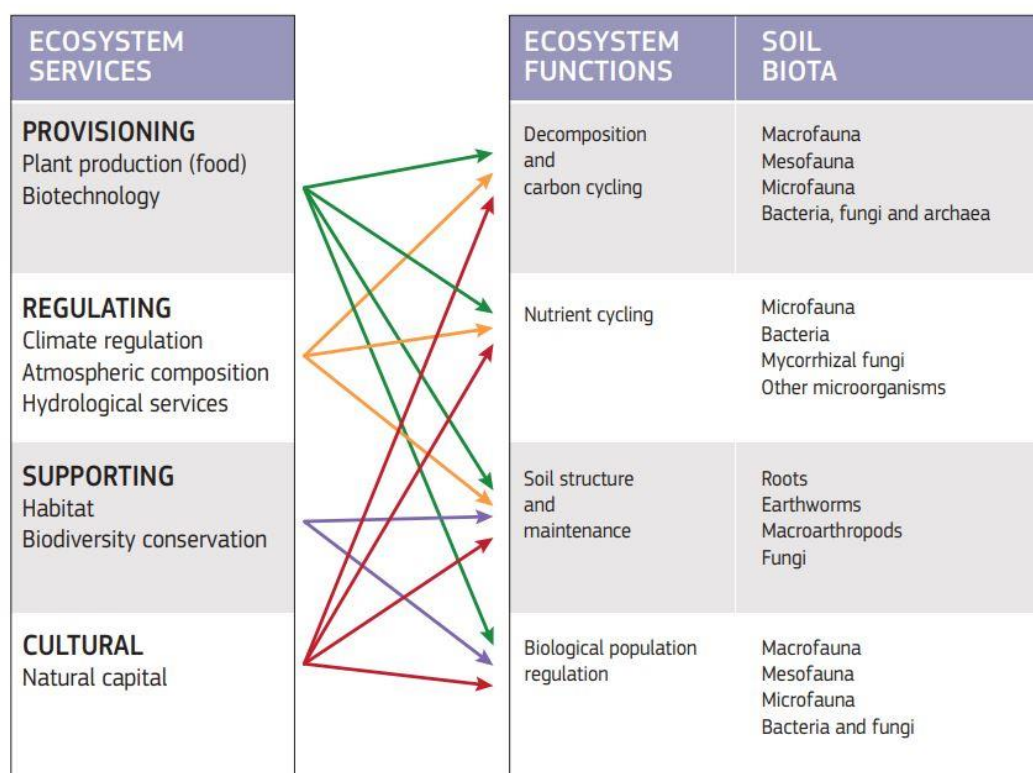 ECOSYSTEM
SERVICES
ECOSYSTEM
FUNCTIONS
SOIL
BIOTA
PROVISIONING
Plant production (food)
Biotechnology
Decomposition
and
carbon cycling
Macrofauna
Mesofauna
Microfauna
Bacteria, fungi and archaea
REGULATING
Climate regulation
Atmospheric composition
Hydrological services
Nutrient cycling
Microfauna
Bacteria
Mycorrhizal fungi
Other microorganisms
SUPPORTING
Habitat
Biodiversity conservation
Soil structure
and
maintenance
Roots
Earthworms
Macroarthropods
Fungi
CULTURAL
Natural capital
Biological population
regulation
Macrofauna
Mesofauna
Microfauna
Bacteria and fungi